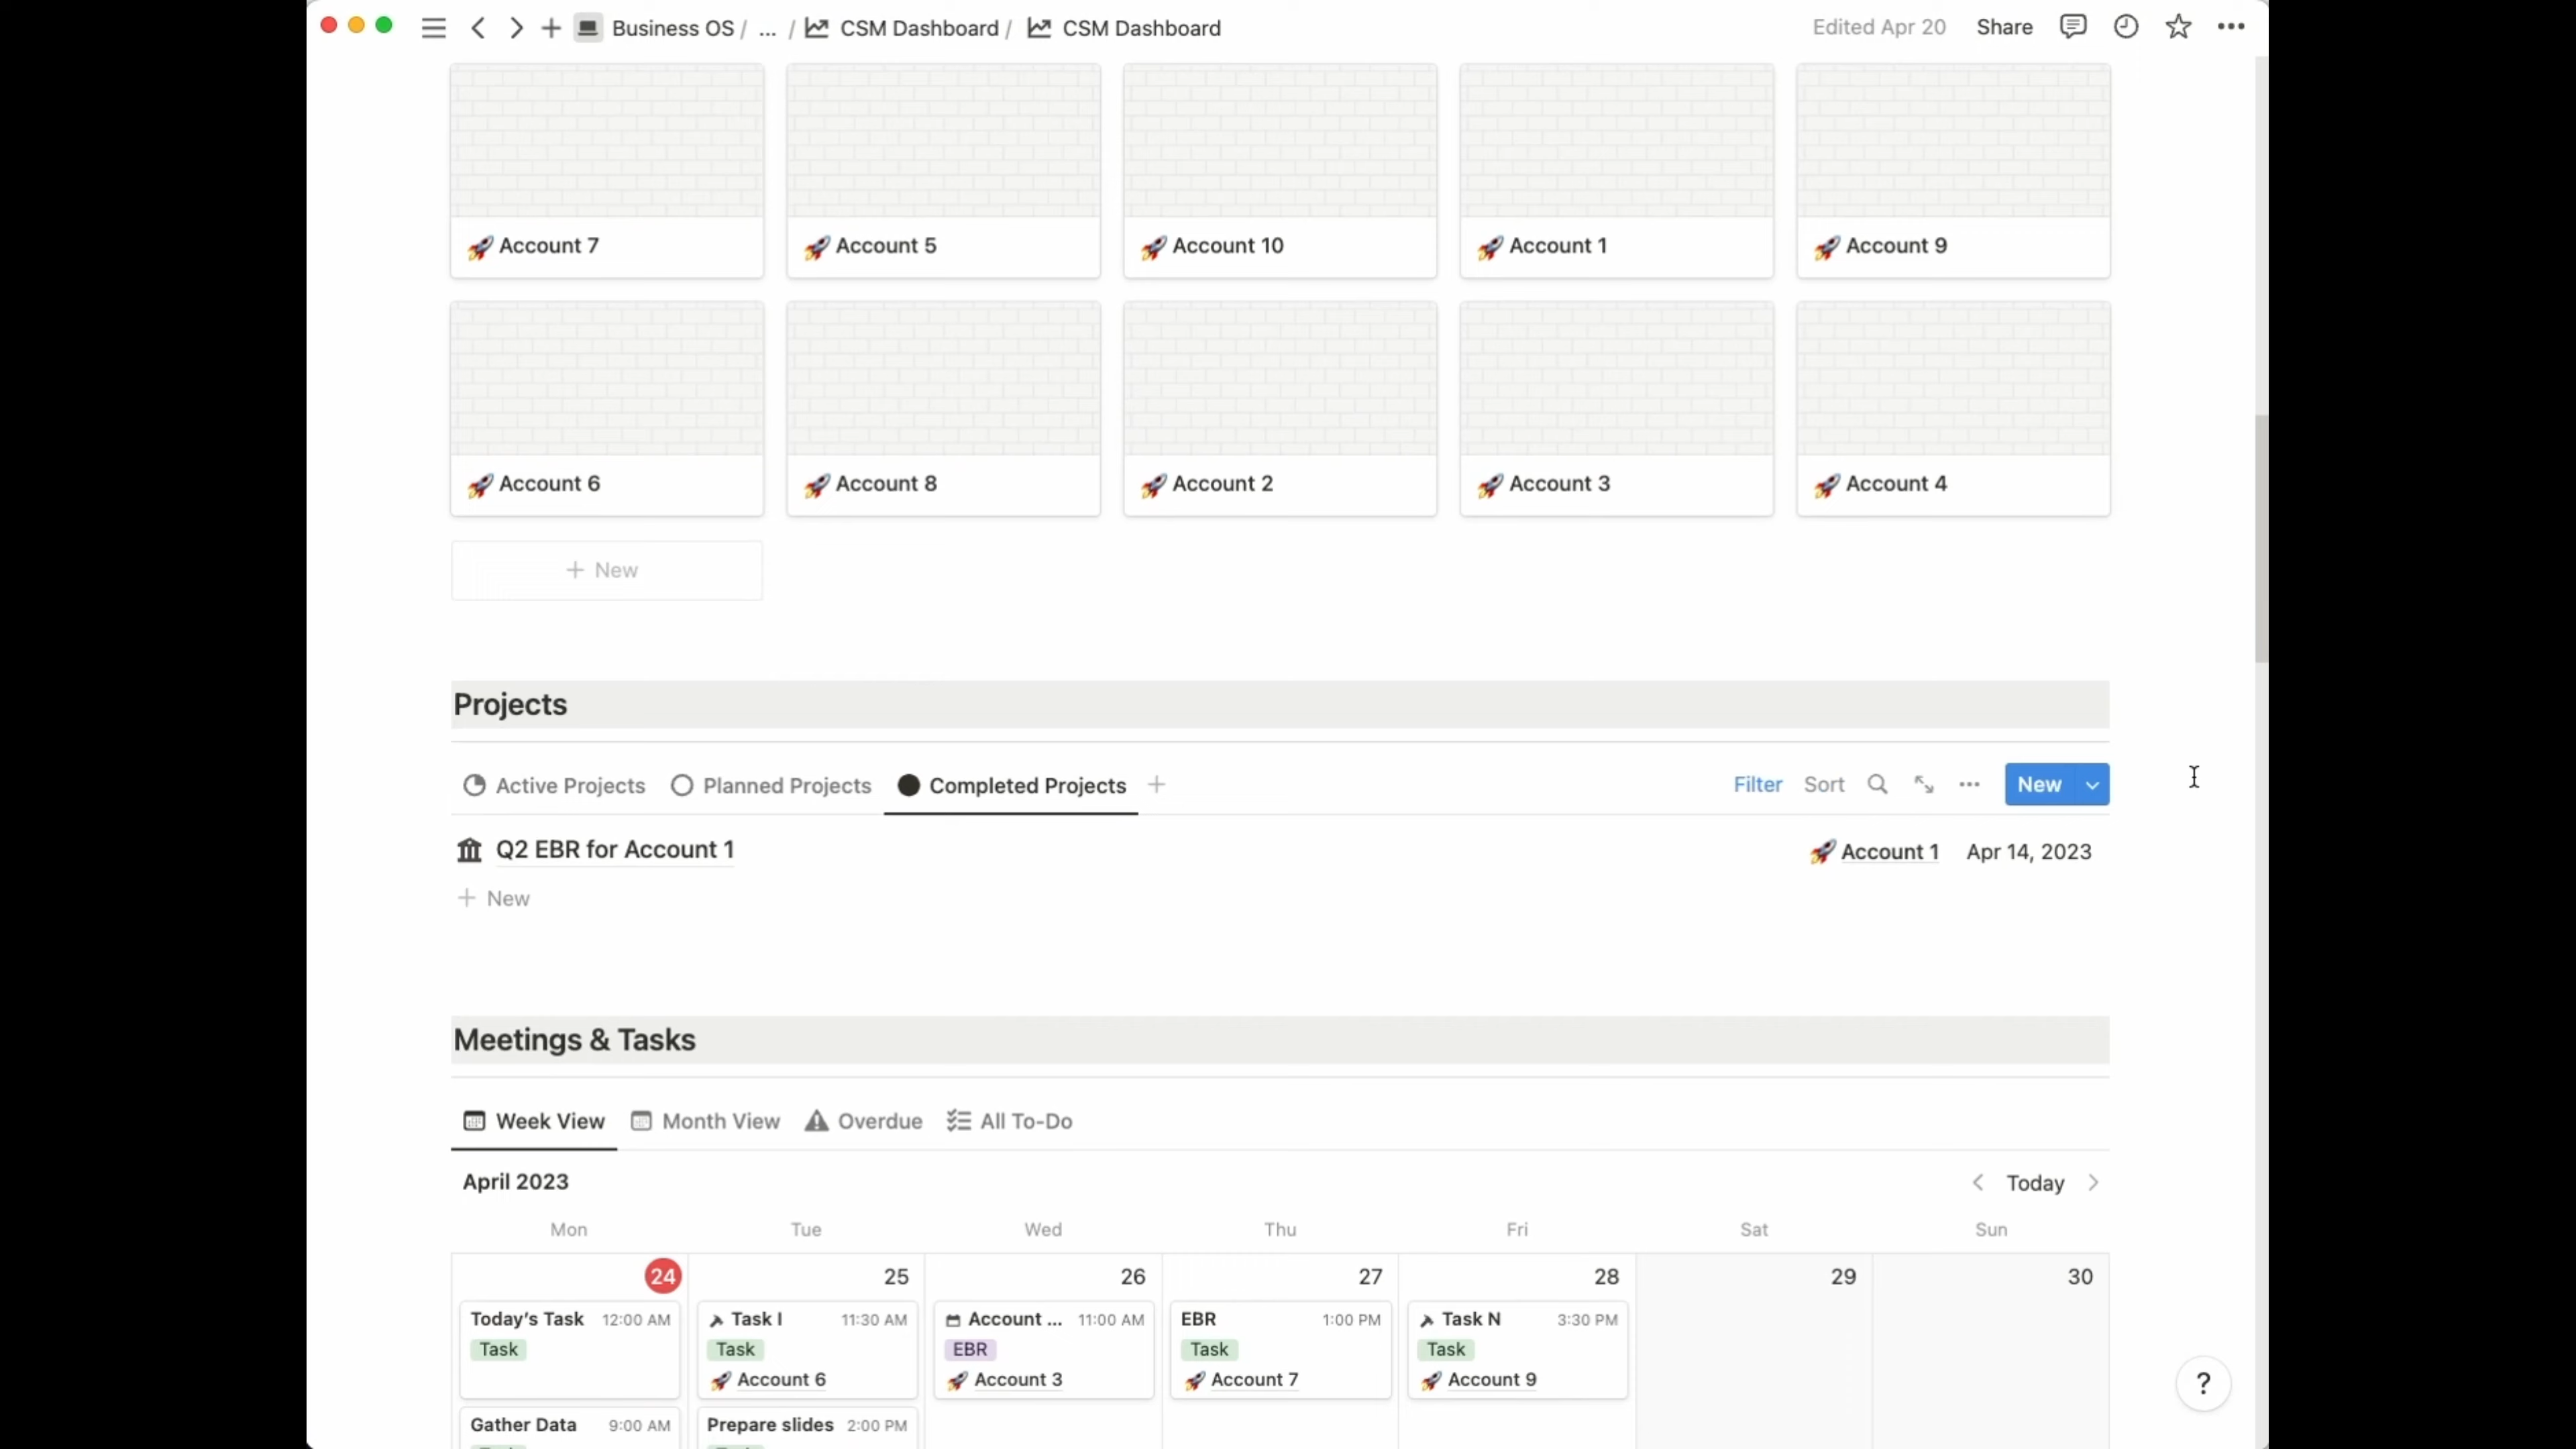 Business OS / ... / CSM Dashboard / CSM Dashboard
Edited Apr 20 Share
Account 7 Account 5 Account 10 Account 1 Account 9
Account 6 Account 8 Account 2 Account 3 Account 4
+ New
Projects
Active Projects Planned Projects Completed Projects +
Filter Sort New
Q2 EBR for Account 1 Account 1 Apr 14, 2023
+ New
Meetings & Tasks
Week View Month View Overdue All To-Do
April 2023 Today
Mon Tue Wed Thu Fri Sat Sun
24 25 26 27 28 29 30
Today's Task 12:00 AM Task I 11:30 AM Account ... 11:00 AM EBR 1:00 PM Task N 3:30 PM
Task Task EBR Task Task
Account 6 Account 3 Account 7 Account 9
?
Gather Data 9:00 AM Prepare slides 2:00 PM